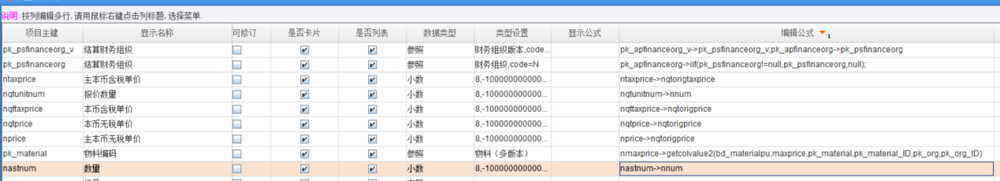 说明: 按列编辑多行, 请用鼠标右键点击列标题, 选择菜单.
项目主键 显示名称 可修订 是否卡片 是否列表 数据类型 类型设置 显示公式 编辑公式 1
pk_psfinanceorg_v 结算财务组织 参照 财务组织版本,code... pk_apfinanceorg_v->pk_psfinanceorg_v;pk_apfinanceorg->pk_psfinanceorg
pk_psfinanceorg 结算财务组织 参照 财务组织,code=N pk_apfinanceorg->iif(pk_psfinanceorg!=null,pk_psfinanceorg,null);
ntaxprice 主本币含税单价 小数 8,-100000000000... ntaxprice->nqtorigtaxprice
nqtunitnum 报价数量 小数 8,-100000000000... nqtunitnum->nnum
nqttaxprice 本币含税单价 小数 8,-100000000000... nqttaxprice->nqtorigprice
nqtprice 本币无税单价 小数 8,-100000000000... nqtprice->nqtorigprice
nprice 主本币无税单价 小数 8,-100000000000... nprice->nqtorigprice
pk_material 物料编码 参照 物料（多版本） nrmaxprice->getcolvalue2(bd_materialpu,maxprice,pk_material,pk_material_ID,pk_org,pk_org_ID)
nastnum 数量 小数 8,-100000000000... nastnum->nnum